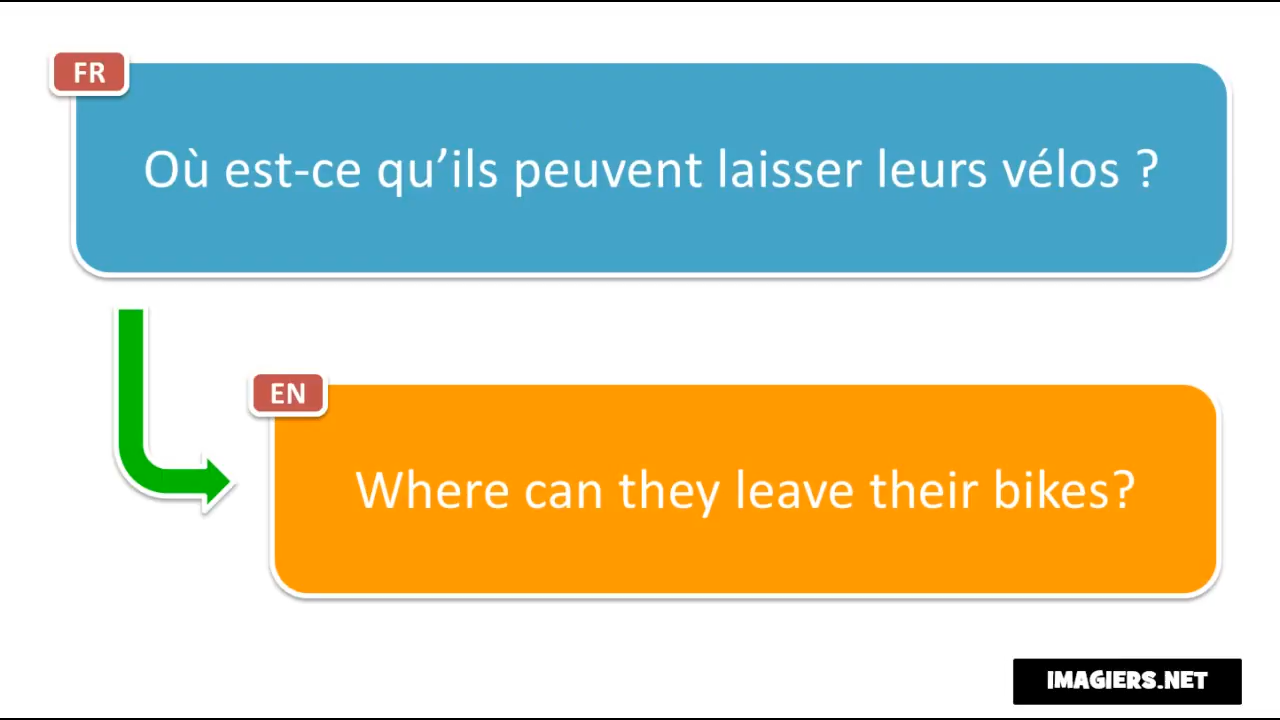 FR
Où est-ce qu’ils peuvent laisser leurs vélos ?
EN
Where can they leave their bikes?
IMAGIERS.NET